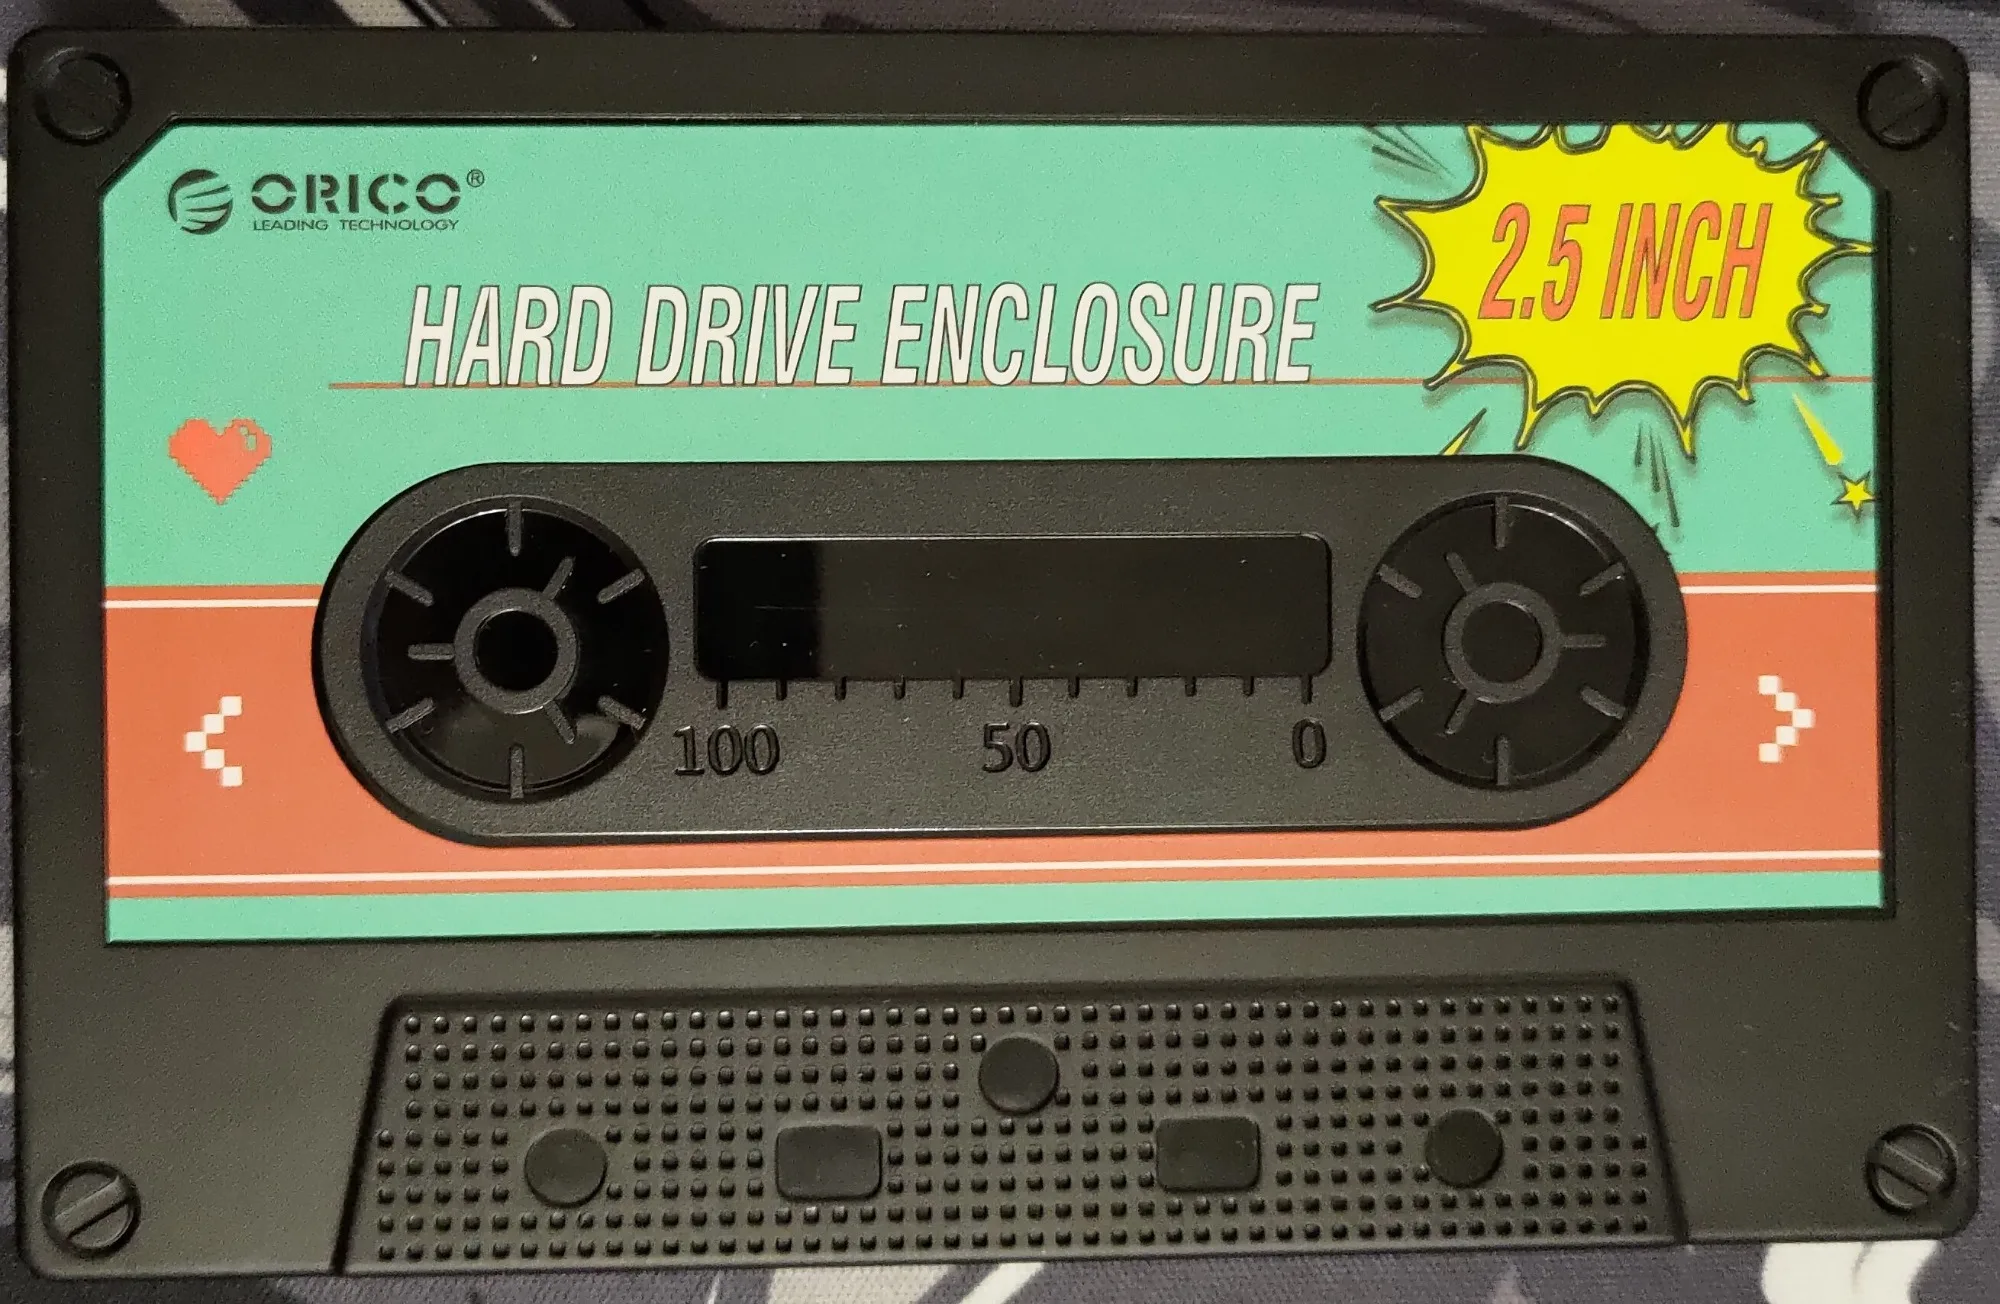 ORICO®
LEADING TECHNOLOGY
2.5 INCH
HARD DRIVE ENCLOSURE
100 50 0